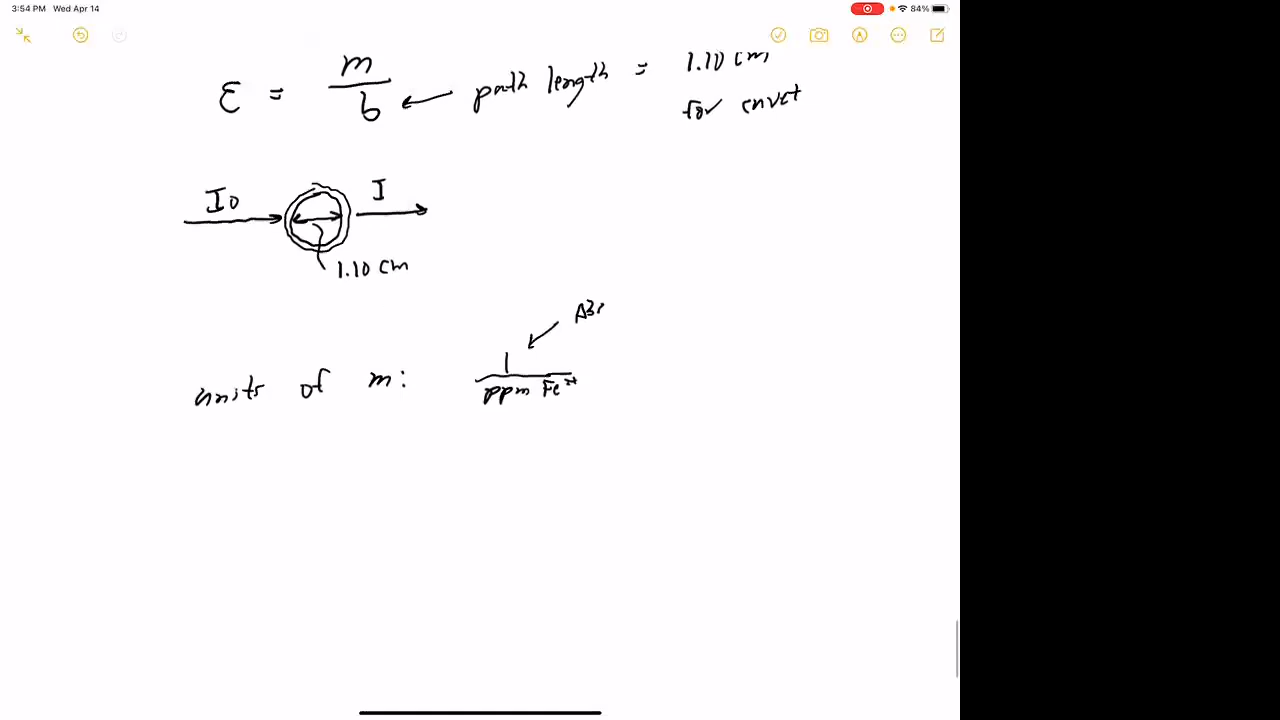 3:54 PM Wed Apr 14
84%
ε = m / b ← path length = 1.10 cm
for cuvet
I0 I
1.10 cm
Abs
units of m: 1 / ppm Fe²⁺